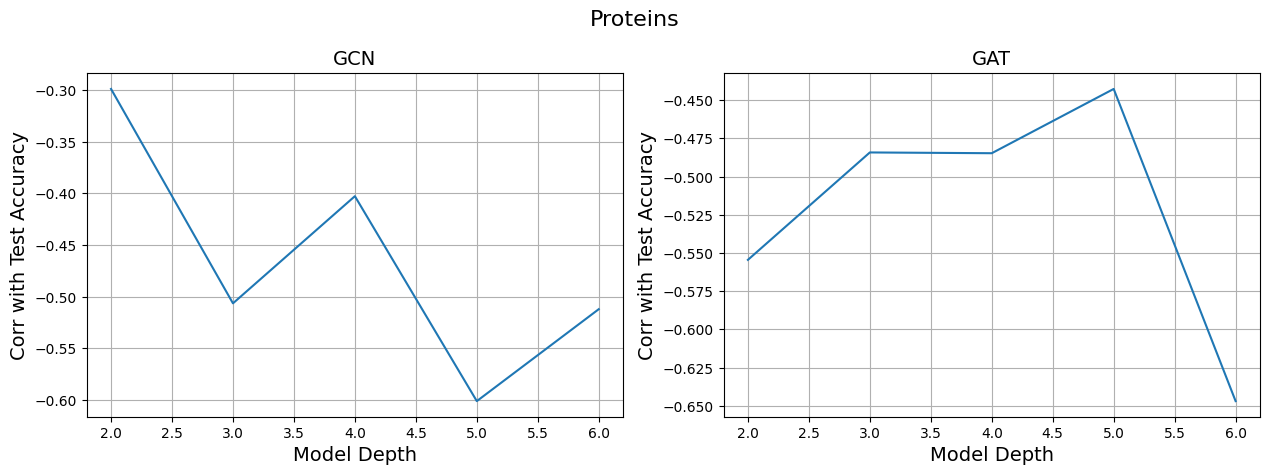 Proteins
GCN
Corr with Test Accuracy
−0.30
−0.35
−0.40
−0.45
−0.50
−0.55
−0.60
2.0 2.5 3.0 3.5 4.0 4.5 5.0 5.5 6.0
Model Depth
GAT
Corr with Test Accuracy
−0.450
−0.475
−0.500
−0.525
−0.550
−0.575
−0.600
−0.625
−0.650
2.0 2.5 3.0 3.5 4.0 4.5 5.0 5.5 6.0
Model Depth